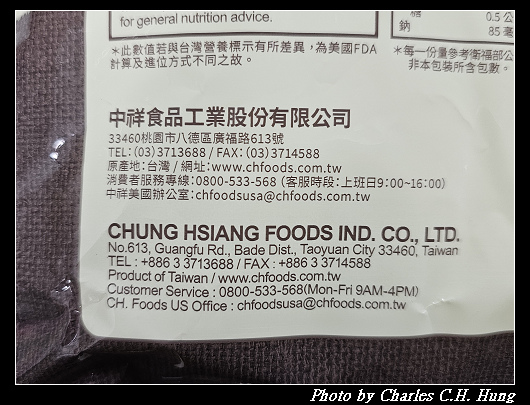 for general nutrition advice.
糖
0.5 公
鈉
85 毫
*此數值若與台灣營養標示有所差異，為美國FDA
計算及進位方式不同之故。
*每一份量參考衛福部公
非本包裝所含包數。
中祥食品工業股份有限公司
33460桃園市八德區廣福路613號
TEL: (03) 3713688 / FAX: (03) 3714588
原產地: 台灣 / 網址: www.chfoods.com.tw
消費者服務專線: 0800-533-568 (客服時段: 上班日9:00~16:00)
中祥美國辦公室: chfoodsusa@chfoods.com.tw
CHUNG HSIANG FOODS IND. CO., LTD.
No.613, Guangfu Rd., Bade Dist., Taoyuan City 33460, Taiwan
TEL : +886 3 3713688 / FAX : +886 3 3714588
Product of Taiwan / www.chfoods.com.tw
Customer Service : 0800-533-568(Mon-Fri 9AM-4PM)
CH. Foods US Office : chfoodsusa@chfoods.com.tw
Photo by Charles C.H. Hung